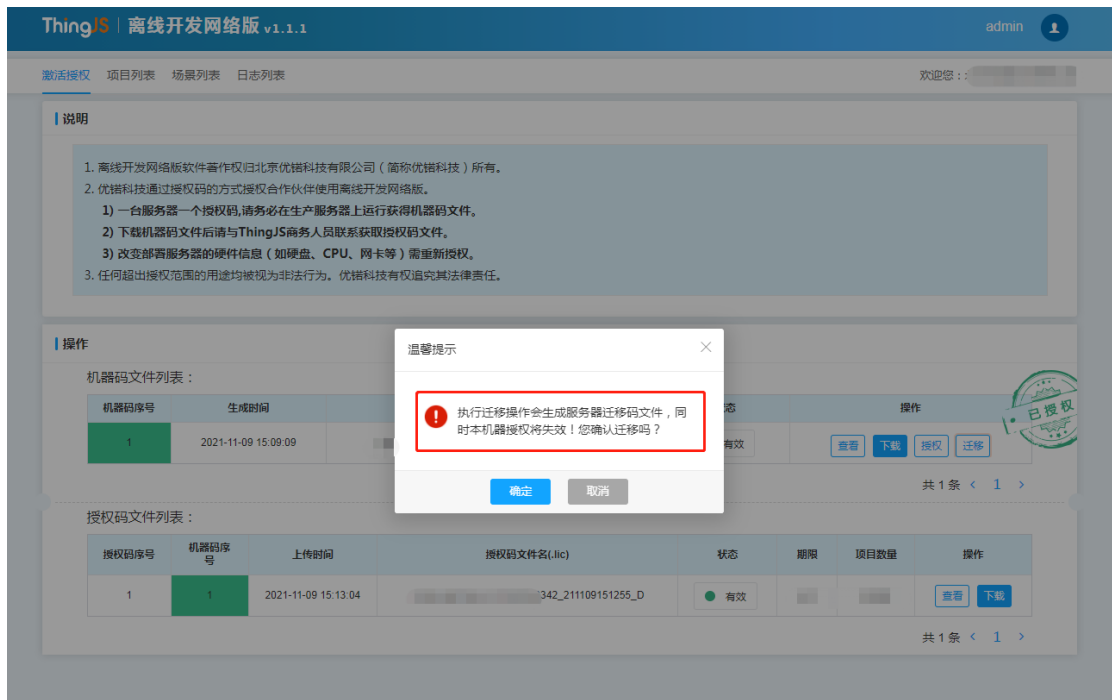 ThingJS 离线开发网络版 v1.1.1
admin
激活授权 项目列表 场景列表 日志列表
欢迎您：:
说明
1. 离线开发网络版软件著作权归北京优锘科技有限公司（简称优锘科技）所有。
2. 优锘科技通过授权码的方式授权合作伙伴使用离线开发网络版。
1) 一台服务器一个授权码,请务必在生产服务器上运行获得机器码文件。
2) 下载机器码文件后请与ThingJS商务人员联系获取授权码文件。
3) 改变部署服务器的硬件信息（如硬盘、CPU、网卡等）需重新授权。
3. 任何超出授权范围的用途均被视为非法行为。优锘科技有权追究其法律责任。
操作
机器码文件列表：
机器码序号 生成时间 态 操作
1 2021-11-09 15:09:09 有效 查看 下载 授权 迁移
已授权
共 1 条 < 1 >
温馨提示
执行迁移操作会生成服务器迁移码文件，同
时本机器授权将失效！您确认迁移吗？
确定 取消
授权码文件列表：
授权码序号 机器码序
号 上传时间 授权码文件名(.lic) 状态 期限 项目数量 操作
1 1 2021-11-09 15:13:04 342_211109151255_D 有效 查看 下载
共 1 条 < 1 >